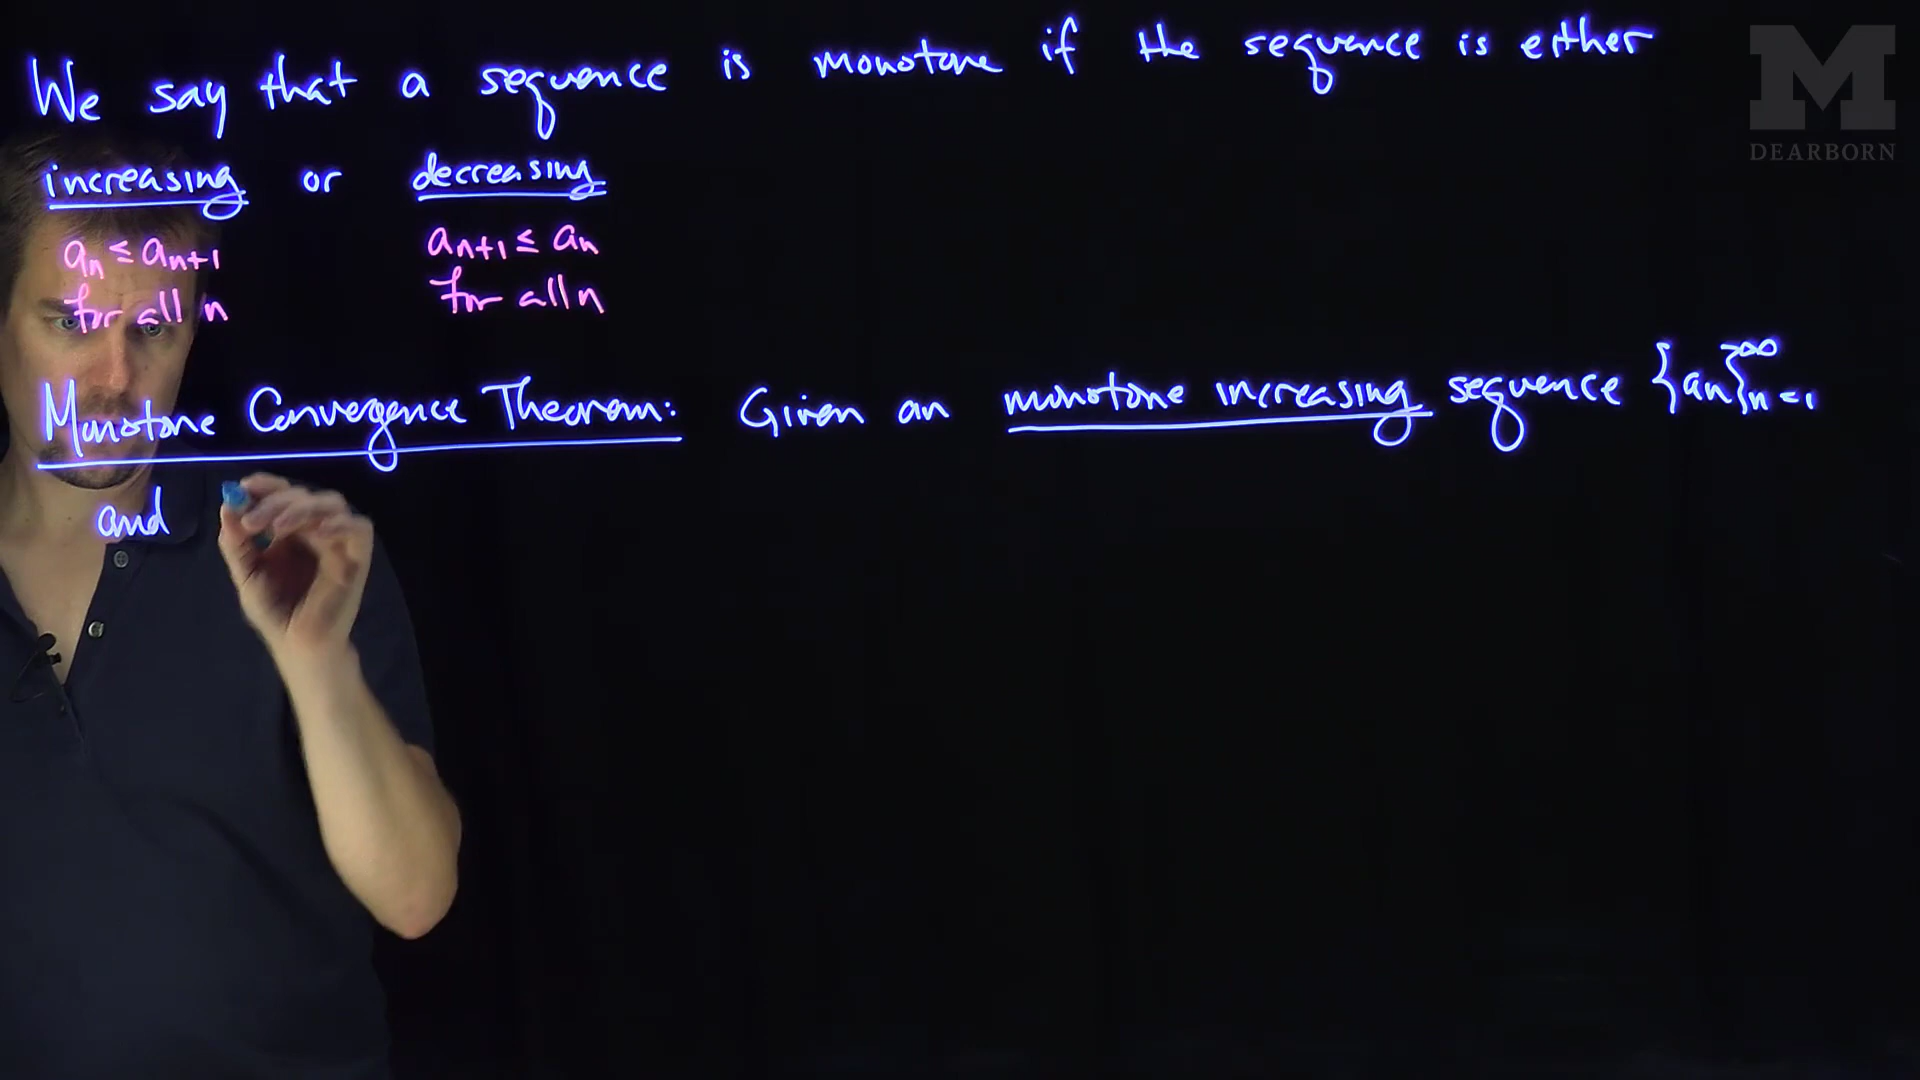 We say that a sequence is monotone if the sequence is either
increasing or decreasing
aₙ ≤ aₙ₊₁ aₙ₊₁ ≤ aₙ
for all n for all n
Monotone Convergence Theorem: Given an monotone increasing sequence {aₙ}^∞ₙ₌₁
and
M
DEARBORN